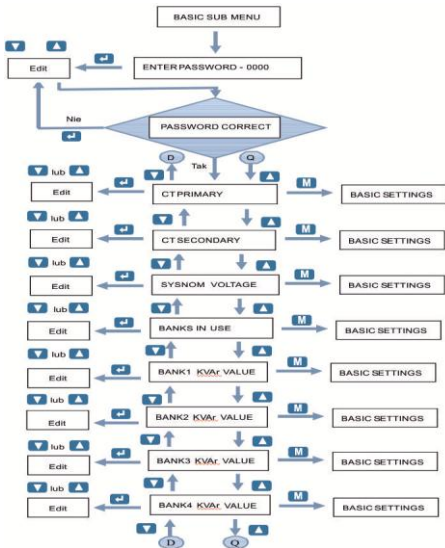 BASIC SUB MENU
Edit
ENTER PASSWORD - 0000
Nie
PASSWORD CORRECT
D
Tak
Q
lub
Edit
CT PRIMARY
M
BASIC SETTINGS
lub
Edit
CT SECONDARY
M
BASIC SETTINGS
lub
Edit
SYSNOM VOLTAGE
M
BASIC SETTINGS
lub
Edit
BANKS IN USE
M
BASIC SETTINGS
lub
Edit
BANK1 KVAr VALUE
M
BASIC SETTINGS
lub
Edit
BANK2 KVAr VALUE
M
BASIC SETTINGS
lub
Edit
BANK3 KVAr VALUE
M
BASIC SETTINGS
lub
Edit
BANK4 KVAr VALUE
M
BASIC SETTINGS
D
Q